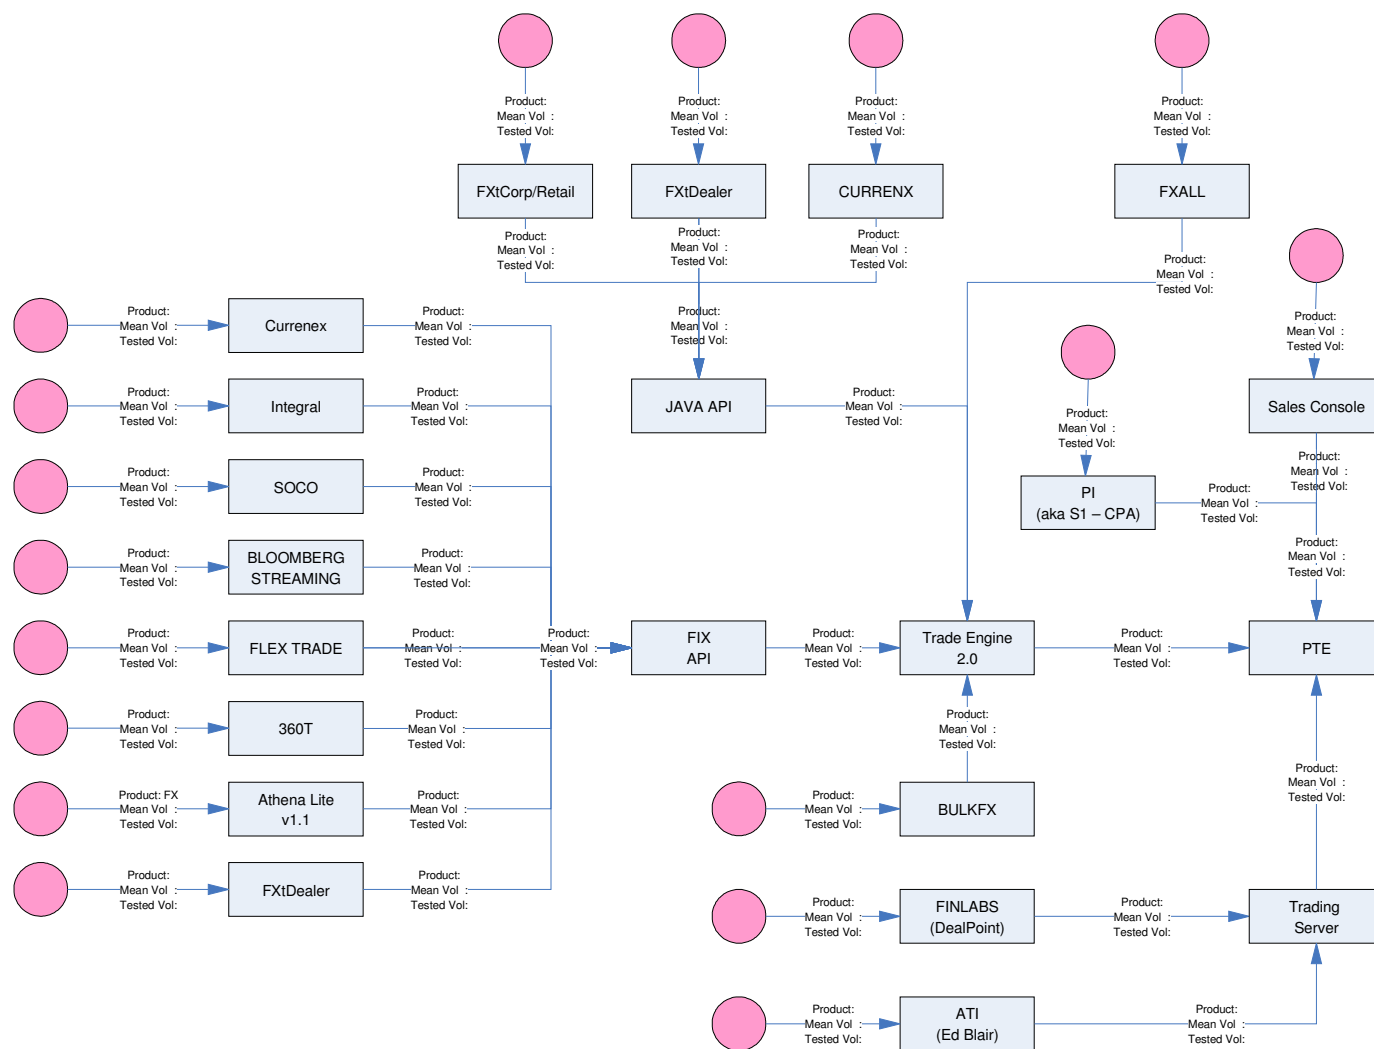 Product:
Mean Vol :
Tested Vol:
Product:
Mean Vol :
Tested Vol:
Product:
Mean Vol :
Tested Vol:
Product:
Mean Vol :
Tested Vol:
FXtCorp/Retail
FXtDealer
CURRENX
FXALL
Product:
Mean Vol :
Tested Vol:
Product:
Mean Vol :
Tested Vol:
Product:
Mean Vol :
Tested Vol:
Product:
Mean Vol :
Tested Vol:
Product:
Mean Vol :
Tested Vol:
Currenex
Product:
Mean Vol :
Tested Vol:
Product:
Mean Vol :
Tested Vol:
Product:
Mean Vol :
Tested Vol:
Product:
Mean Vol :
Tested Vol:
Integral
Product:
Mean Vol :
Tested Vol:
JAVA API
Product:
Mean Vol :
Tested Vol:
Product:
Mean Vol :
Tested Vol:
Sales Console
Product:
Mean Vol :
Tested Vol:
SOCO
Product:
Mean Vol :
Tested Vol:
PI
(aka S1 – CPA)
Product:
Mean Vol :
Tested Vol:
Product:
Mean Vol :
Tested Vol:
Product:
Mean Vol :
Tested Vol:
BLOOMBERG
STREAMING
Product:
Mean Vol :
Tested Vol:
Product:
Mean Vol :
Tested Vol:
Product:
Mean Vol :
Tested Vol:
FLEX TRADE
Product:
Mean Vol :
Tested Vol:
Product:
Mean Vol :
Tested Vol:
FIX
API
Product:
Mean Vol :
Tested Vol:
Trade Engine
2.0
Product:
Mean Vol :
Tested Vol:
PTE
Product:
Mean Vol :
Tested Vol:
360T
Product:
Mean Vol :
Tested Vol:
Product:
Mean Vol :
Tested Vol:
Product: FX
Mean Vol :
Tested Vol:
Athena Lite
v1.1
Product:
Mean Vol :
Tested Vol:
Product:
Mean Vol :
Tested Vol:
BULKFX
Product:
Mean Vol :
Tested Vol:
Product:
Mean Vol :
Tested Vol:
FXtDealer
Product:
Mean Vol :
Tested Vol:
Product:
Mean Vol :
Tested Vol:
FINLABS
(DealPoint)
Product:
Mean Vol :
Tested Vol:
Trading
Server
Product:
Mean Vol :
Tested Vol:
ATI
(Ed Blair)
Product:
Mean Vol :
Tested Vol: